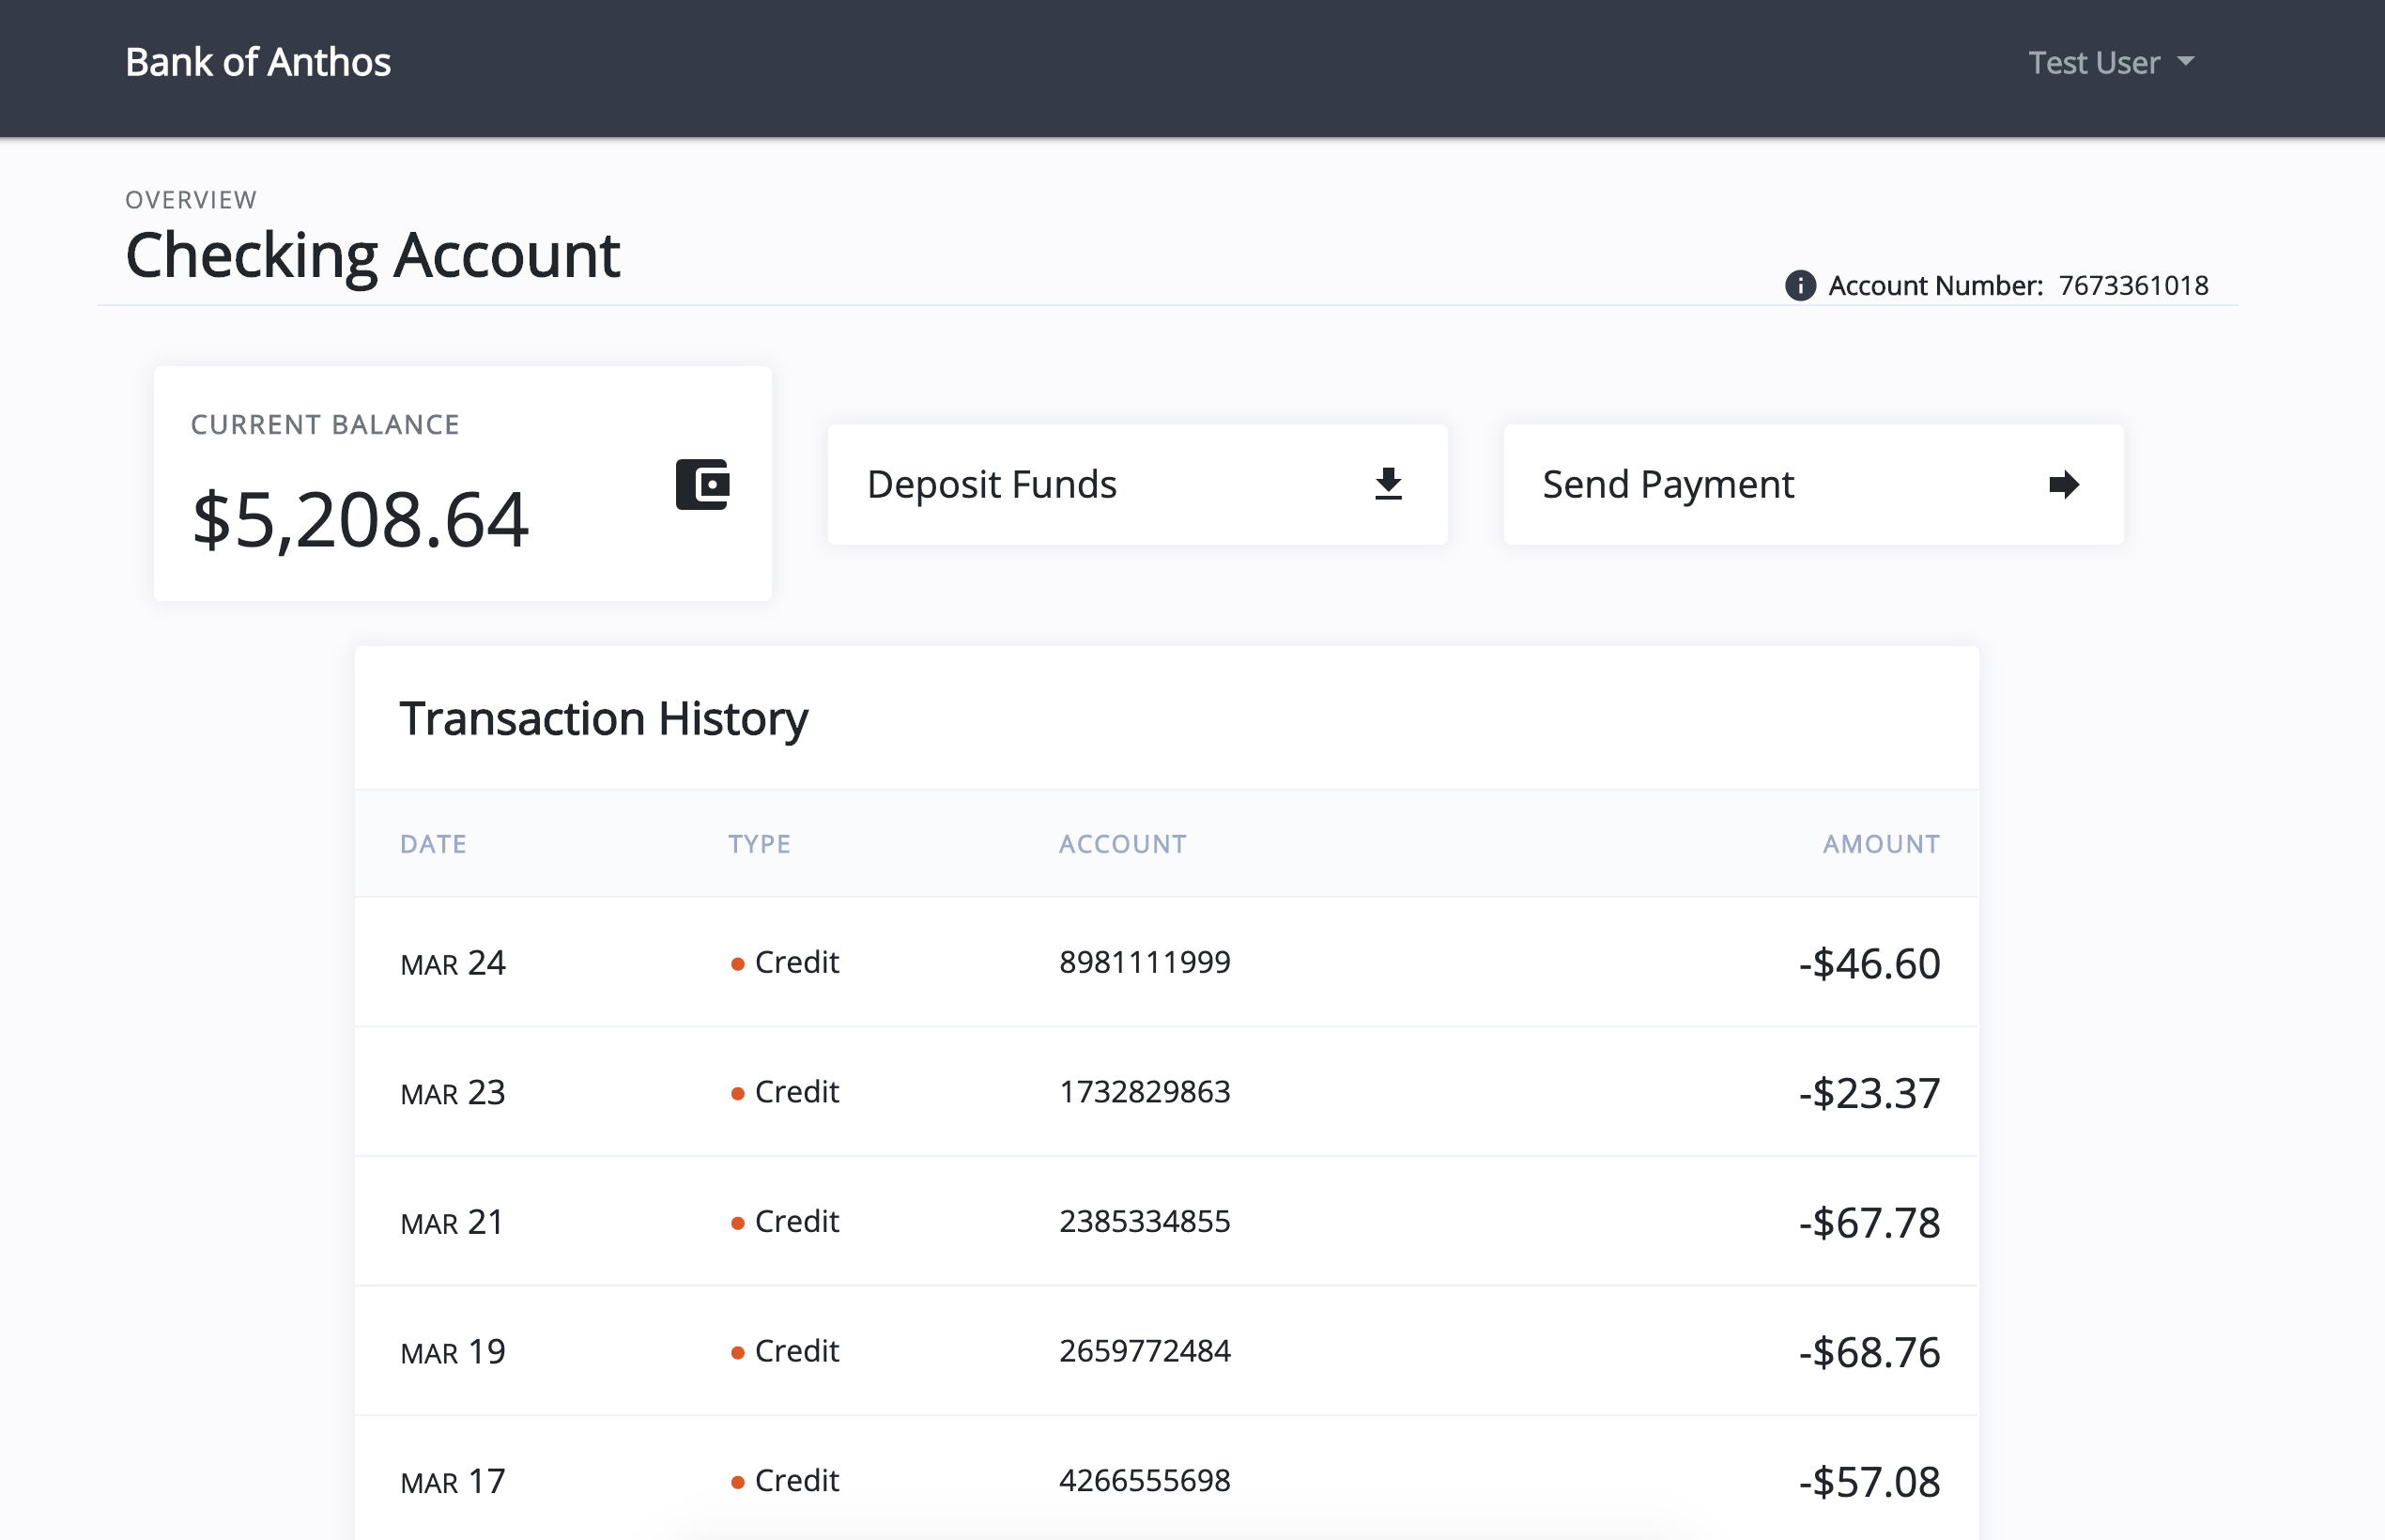 Bank of Anthos
Test User
OVERVIEW
Checking Account
Account Number: 7673361018
CURRENT BALANCE
$5,208.64
Deposit Funds
Send Payment
Transaction History
DATE TYPE ACCOUNT AMOUNT
MAR 24 Credit 8981111999 -$46.60
MAR 23 Credit 1732829863 -$23.37
MAR 21 Credit 2385334855 -$67.78
MAR 19 Credit 2659772484 -$68.76
MAR 17 Credit 4266555698 -$57.08